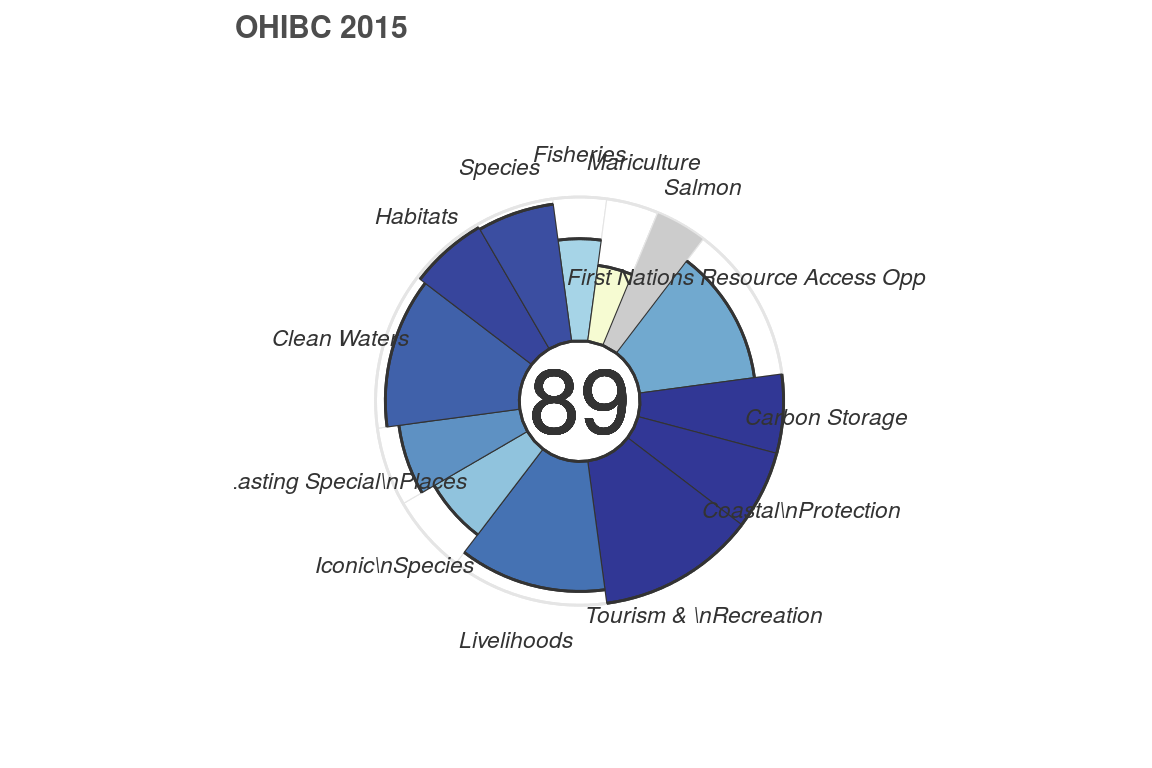 OHIBC 2015
Fisheries
Mariculture
Species
Salmon
Habitats
First Nations Resource Access Opp
Clean Waters
89
Carbon Storage
.asting Special\nPlaces
Coastal\nProtection
Iconic\nSpecies
Tourism & \nRecreation
Livelihoods